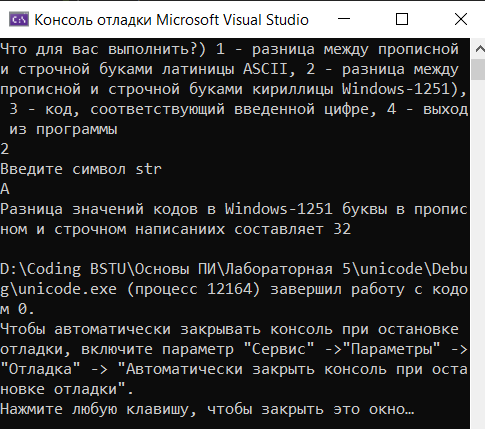 Консоль отладки Microsoft Visual Studio
Что для вас выполнить?) 1 - разница между прописной
и строчной буками латиницы ASCII, 2 - разница между
прописной и строчной буками кириллицы Windows-1251),
3 - код, соответствующий введенной цифре, 4 - выход
из программы
2
Введите символ str
А
Разница значений кодов в Windows-1251 буквы в пропис
ном и строчном написаниих составляет 32
D:\Coding BSTU\Основы ПИ\Лабораторная 5\unicode\Debu
g\unicode.exe (процесс 12164) завершил работу с кодо
м 0.
Чтобы автоматически закрывать консоль при остановке
отладки, включите параметр "Сервис" ->"Параметры" ->
"Отладка" -> "Автоматически закрыть консоль при оста
новке отладки".
Нажмите любую клавишу, чтобы закрыть это окно…